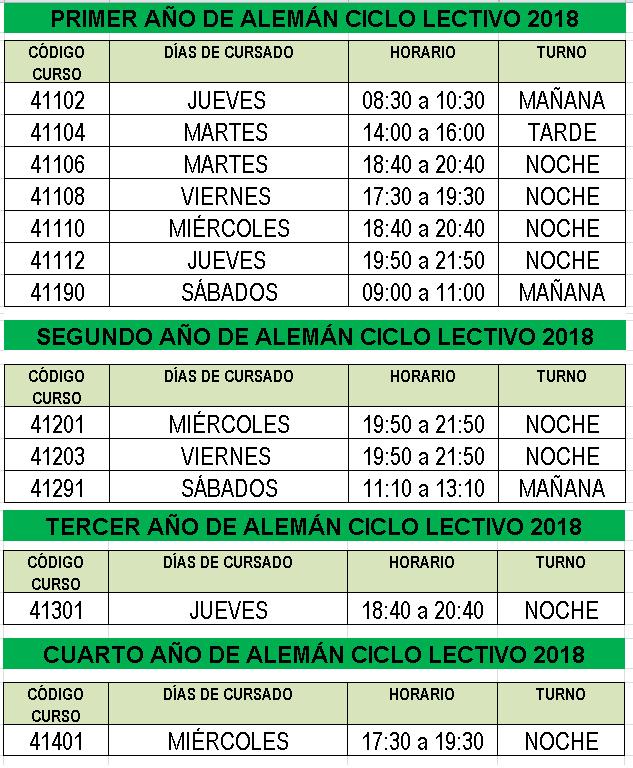 PRIMER AÑO DE ALEMÁN CICLO LECTIVO 2018
CÓDIGO CURSO DÍAS DE CURSADO HORARIO TURNO
41102 JUEVES 08:30 a 10:30 MAÑANA
41104 MARTES 14:00 a 16:00 TARDE
41106 MARTES 18:40 a 20:40 NOCHE
41108 VIERNES 17:30 a 19:30 NOCHE
41110 MIÉRCOLES 18:40 a 20:40 NOCHE
41112 JUEVES 19:50 a 21:50 NOCHE
41190 SÁBADOS 09:00 a 11:00 MAÑANA
SEGUNDO AÑO DE ALEMÁN CICLO LECTIVO 2018
CÓDIGO CURSO DÍAS DE CURSADO HORARIO TURNO
41201 MIÉRCOLES 19:50 a 21:50 NOCHE
41203 VIERNES 19:50 a 21:50 NOCHE
41291 SÁBADOS 11:10 a 13:10 MAÑANA
TERCER AÑO DE ALEMÁN CICLO LECTIVO 2018
CÓDIGO CURSO DÍAS DE CURSADO HORARIO TURNO
41301 JUEVES 18:40 a 20:40 NOCHE
CUARTO AÑO DE ALEMÁN CICLO LECTIVO 2018
CÓDIGO CURSO DÍAS DE CURSADO HORARIO TURNO
41401 MIÉRCOLES 17:30 a 19:30 NOCHE